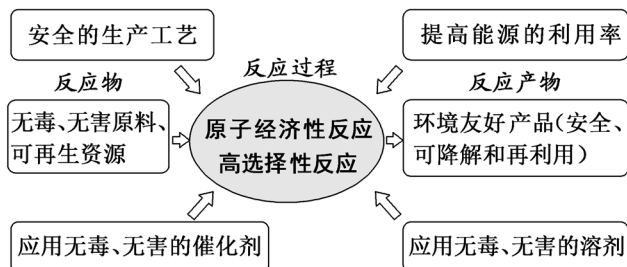 安全的生产工艺
提高能源的利用率
反应过程
反应物
反应产物
无毒、无害原料、
可再生资源
原子经济性反应
高选择性反应
环境友好产品(安全、
可降解和再利用)
应用无毒、无害的催化剂
应用无毒、无害的溶剂